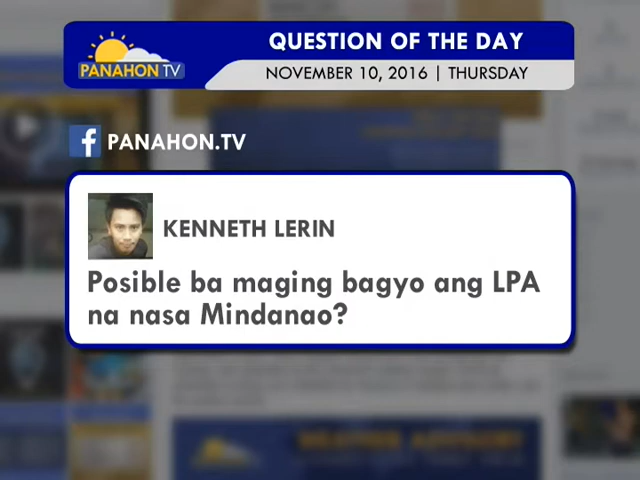 PANAHON TV
QUESTION OF THE DAY
NOVEMBER 10, 2016 | THURSDAY
f PANAHON.TV
KENNETH LERIN
Posible ba maging bagyo ang LPA
na nasa Mindanao?